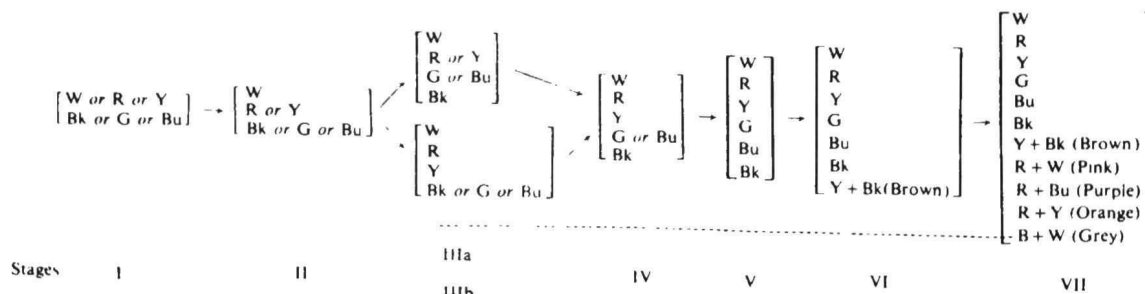 W or R or Y
Bk or G or Bu
W
R or Y
Bk or G or Bu
W
R or Y
G or Bu
Bk
W
R
Y
Bk or G or Bu
W
R
Y
G or Bu
Bk
W
R
Y
G
Bu
Bk
W
R
Y
G
Bu
Bk
Y + Bk(Brown)
W
R
Y
G
Bu
Bk
Y + Bk (Brown)
R + W (Pink)
R + Bu (Purple)
R + Y (Orange)
B + W (Grey)
Stages I II IIIa IV V VI VII
IIIb